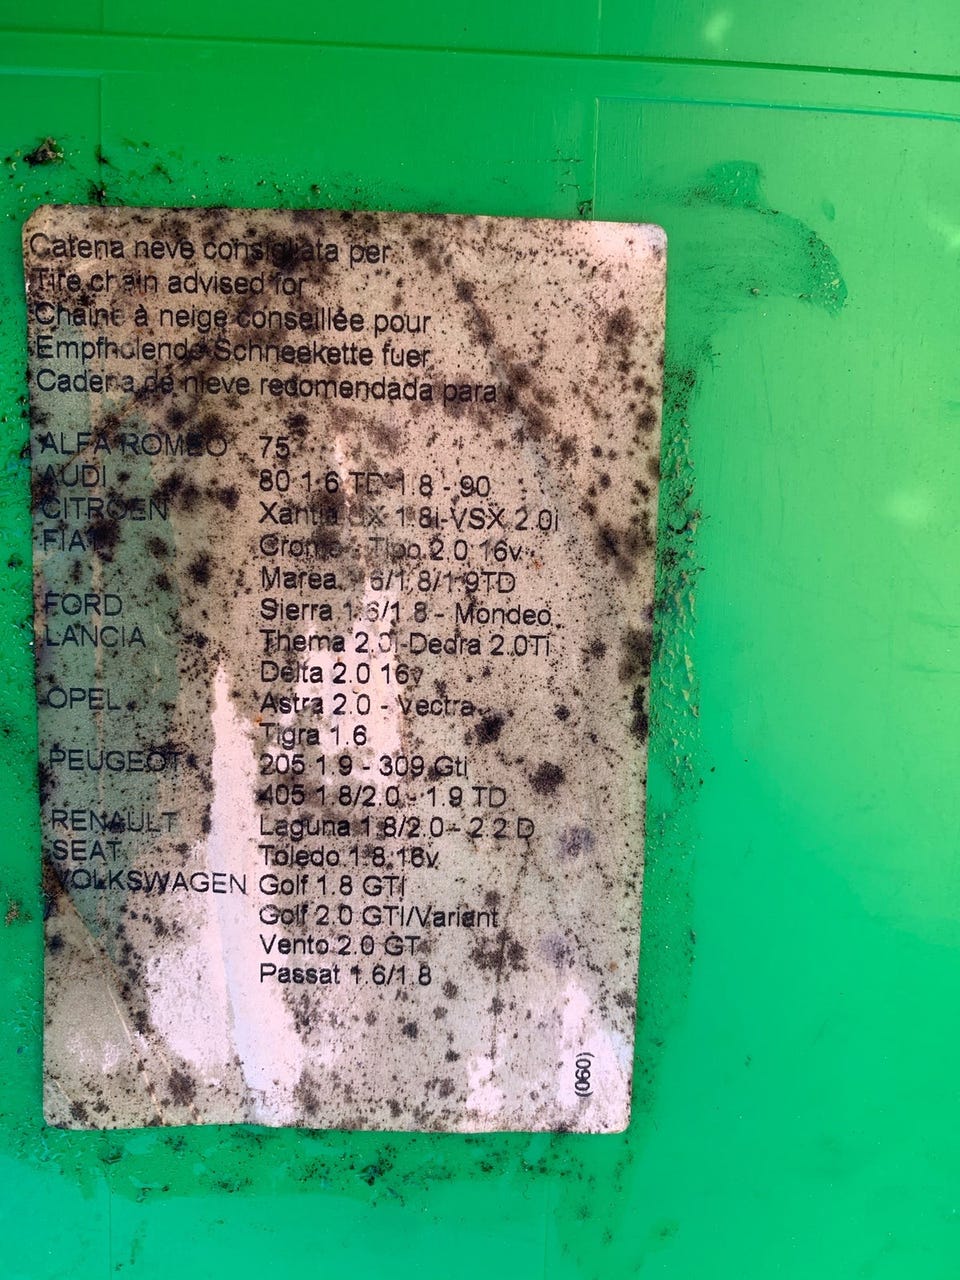 Catena neve consigliata per
Tire chain advised for
Chaine à neige conseillée pour
Empfholende Schneekette fuer
Cadena de nieve recomendada para
ALFA ROMEO 75
AUDI 80 1.6 TD 1.8 - 90
CITROEN Xantia SX 1.8i-VSX 2.0i
FIAT Croma - Tipo 2.0 16v
Marea 1.6/1.8/1.9TD
FORD Sierra 1.6/1.8 - Mondeo
LANCIA Thema 2.0i-Dedra 2.0Ti
Delta 2.0 16v
OPEL Astra 2.0 - Vectra
Tigra 1.6
PEUGEOT 205 1.9 - 309 Gti
405 1.8/2.0 - 1.9 TD
RENAULT Laguna 1.8/2.0 - 2.2 D
SEAT Toledo 1.8 16v
VOLKSWAGEN Golf 1.8 GTI
Golf 2.0 GTI/Variant
Vento 2.0 GT
Passat 1.6/1.8
(060)